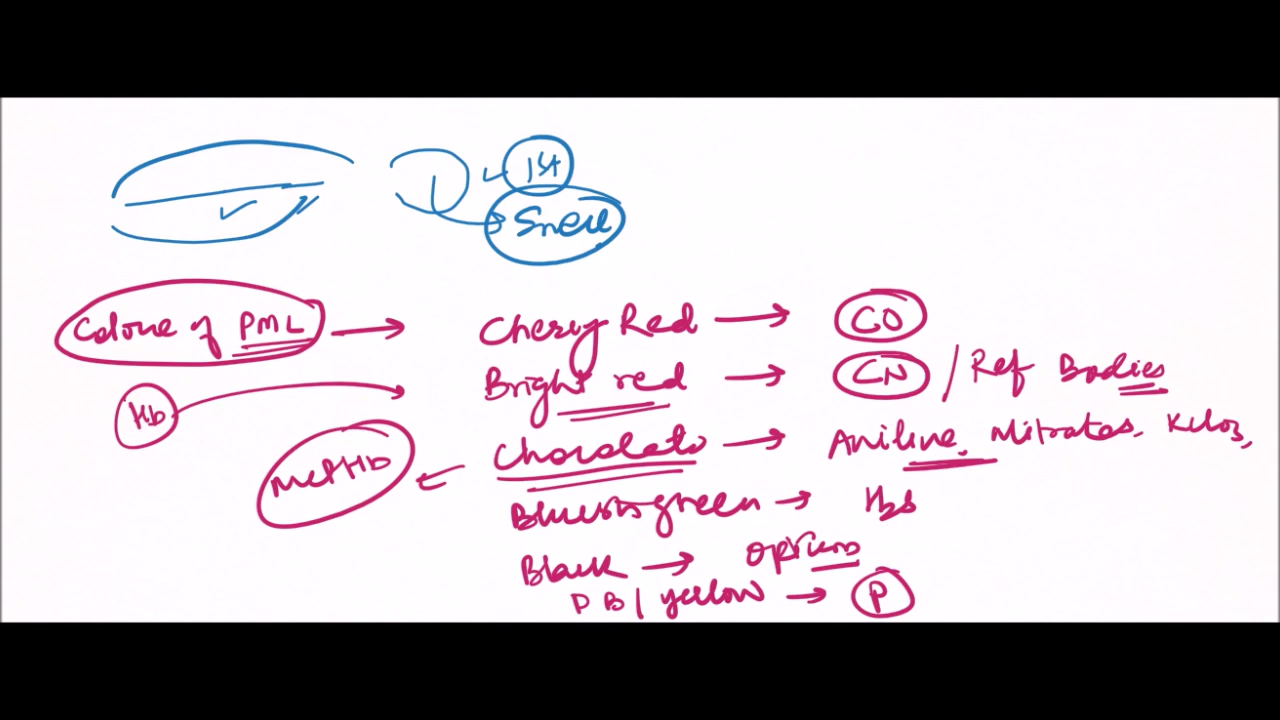 1st
Smell
Colour of PML → Cherry Red → CO
Bright red → CN / Ref Bodies
Hb
Chocolate → Aniline, Nitrates, KClO3,
MetHb
Bluish green → H2S
Black → Opium
DB / yellow → P